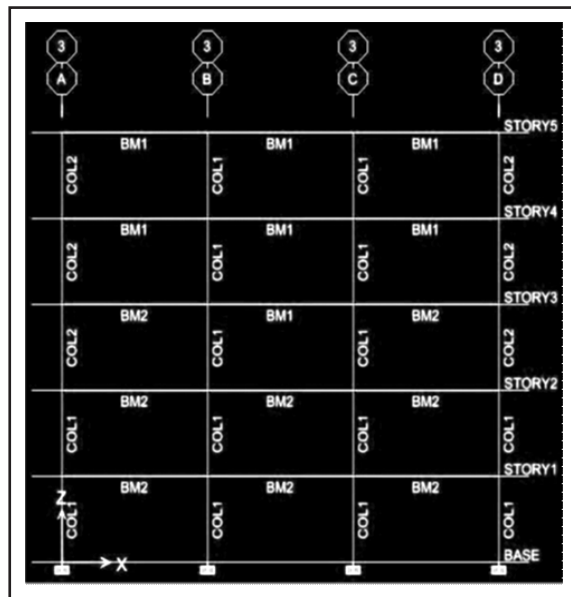 3 3 3 3
A B C D
STORY5
BM1 BM1 BM1
COL2 COL1 COL1 COL2
STORY4
BM1 BM1 BM1
COL2 COL1 COL1 COL2
STORY3
BM2 BM1 BM2
COL2 COL1 COL1 COL2
STORY2
BM2 BM2 BM2
COL1 COL1 COL1 COL1
STORY1
BM2 BM2 BM2
Z
COL1 COL1 COL1 COL1
BASE
X